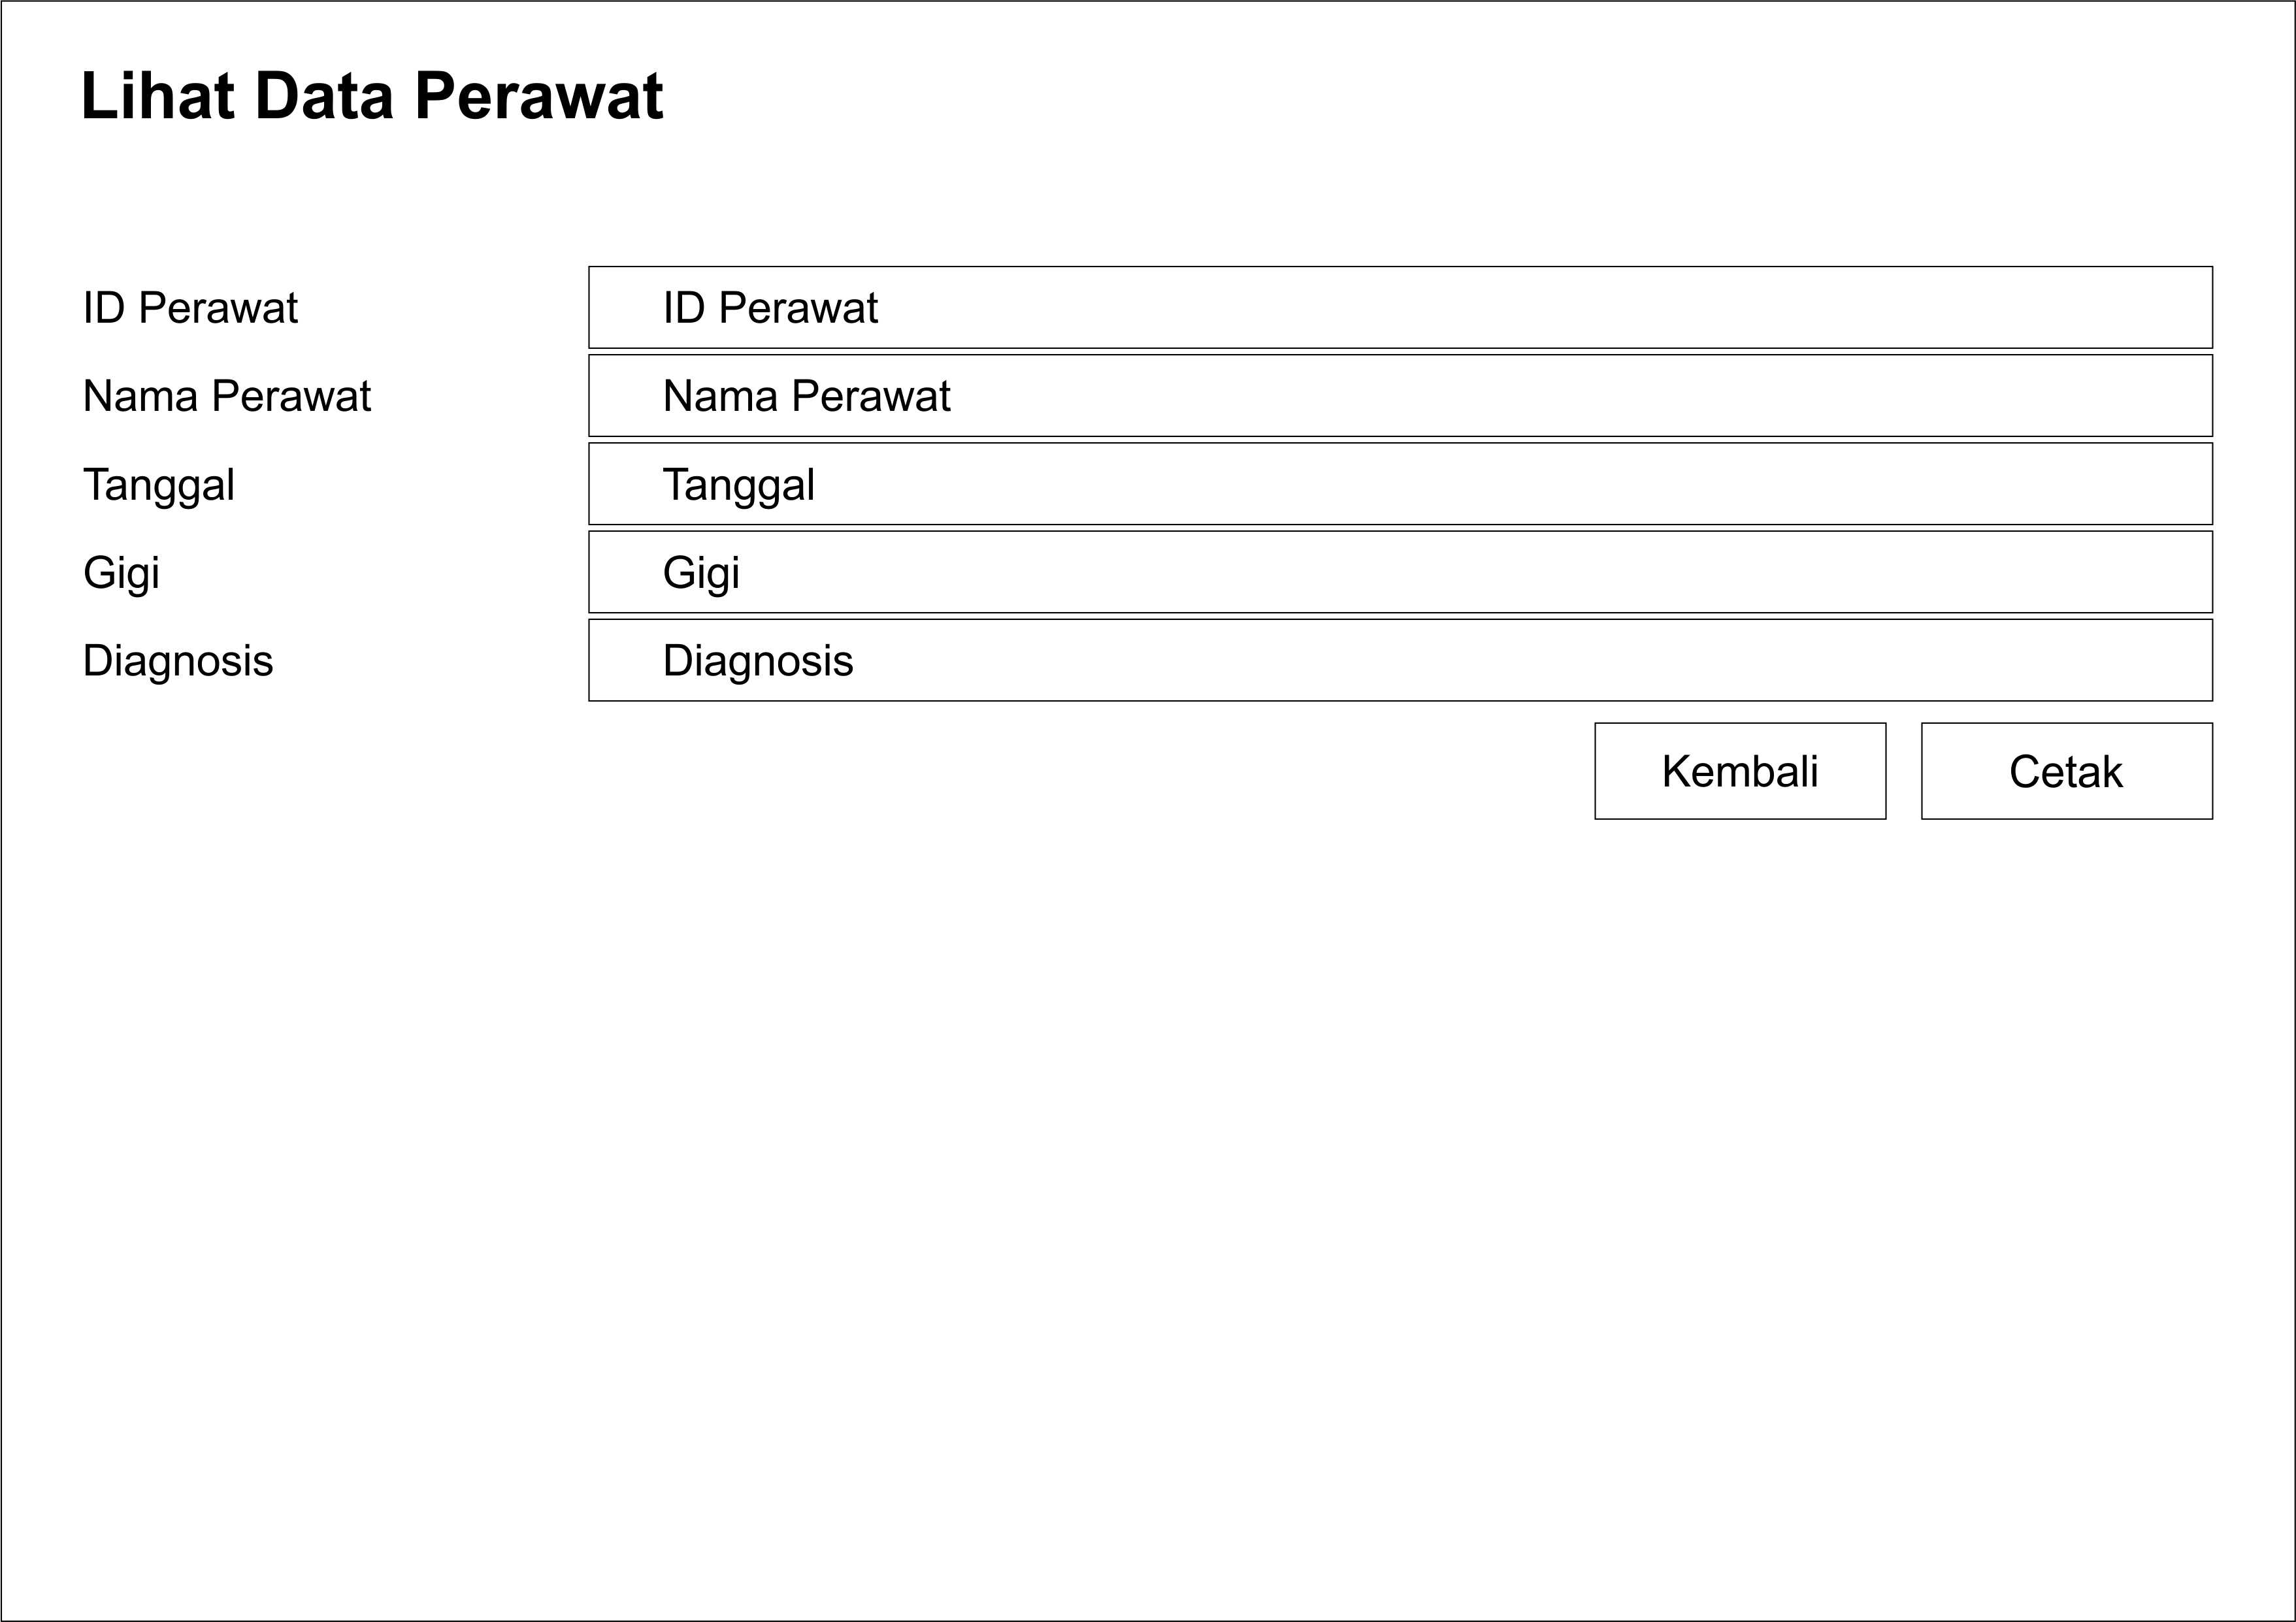 Lihat Data Perawat
ID Perawat ID Perawat
Nama Perawat Nama Perawat
Tanggal Tanggal
Gigi Gigi
Diagnosis Diagnosis
Kembali Cetak